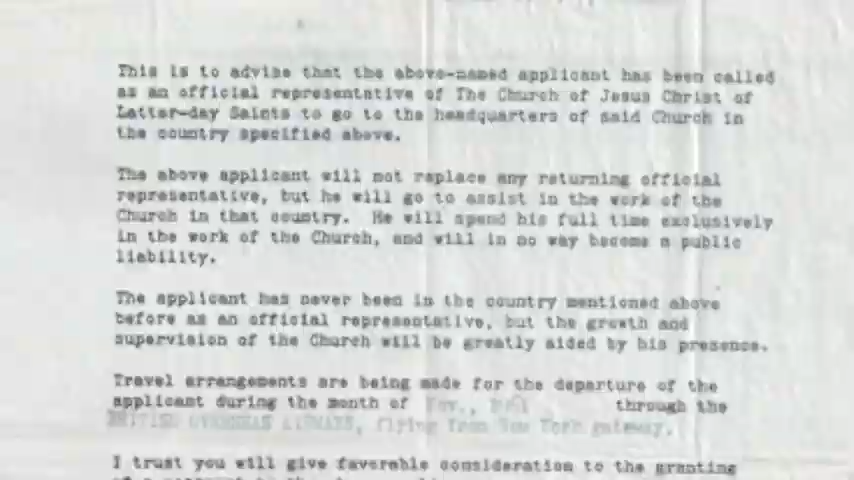 This is to advise that the above-named applicant has been called
as an official representative of The Church of Jesus Christ of
Latter-day Saints to go to the headquarters of said Church in
the country specified above.
The above applicant will not replace any returning official
representative, but he will go to assist in the work of the
Church in that country. He will spend his full time exclusively
in the work of the Church, and will in no way become a public
liability.
The applicant has never been in the country mentioned above
before as an official representative, but the growth and
supervision of the Church will be greatly aided by his presence.
Travel arrangements are being made for the departure of the
applicant during the month of Nov., through the
BRITISH OVERSEAS AIRWAYS, flying from New York gateway.
I trust you will give favorable consideration to the granting